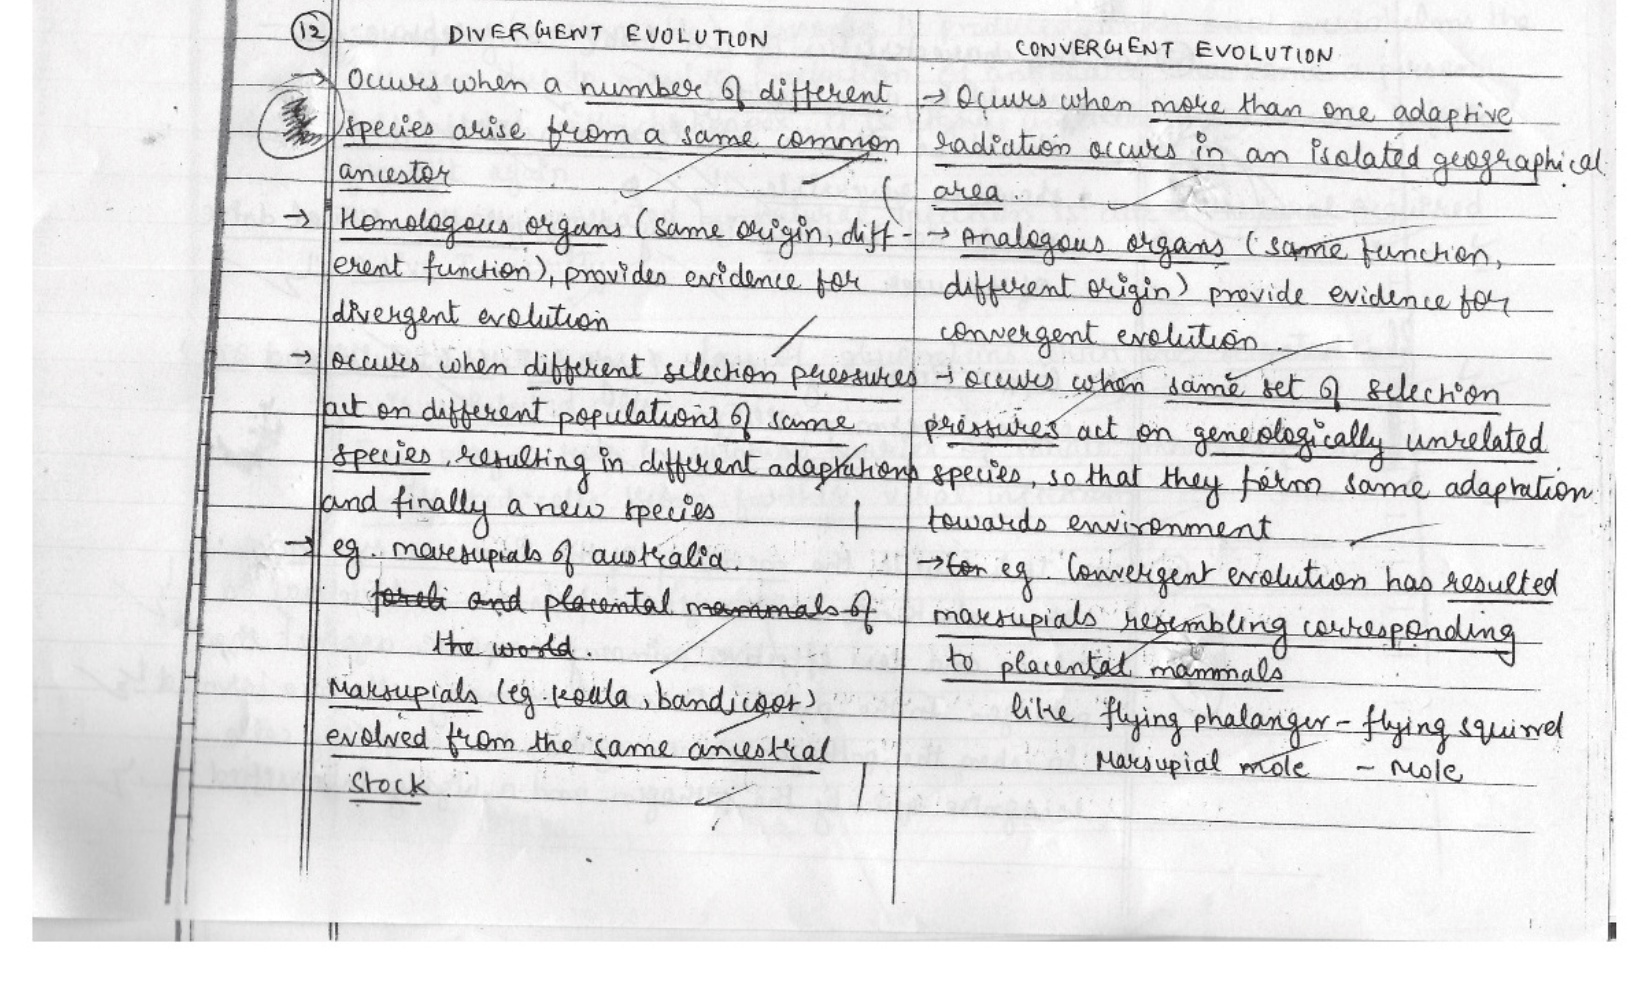 12
DIVERGENT EVOLUTION
→ Occurs when a number of different
species arise from a same common
ancestor
→ Homologous organs (same origin, diff-
erent function), provides evidence for
divergent evolution
→ occurs when different selection pressures
act on different populations of same
species, resulting in different adaptations
and finally a new species
→ eg. marsupials of australia.
and placental mammals of
the world.
Marsupials (eg. koala, bandicoot)
evolved from the same ancestral
stock
CONVERGENT EVOLUTION
→ Occurs when more than one adaptive
radiation occurs in an isolated geographical
area.
→ Analogous organs (same function,
different origin) provide evidence for
convergent evolution.
→ occurs when same set of selection
pressures act on geneologically unrelated
species, so that they form same adaptation
towards environment
→ for eg. Convergent evolution has resulted
marsupials resembling corresponding
to placental mammals
like flying phalanger - flying squirrel
Marsupial mole - Mole